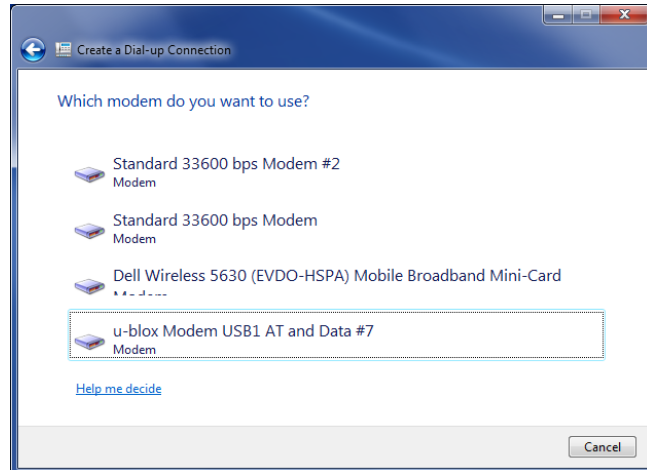 Create a Dial-up Connection
Which modem do you want to use?
Standard 33600 bps Modem #2
Modem
Standard 33600 bps Modem
Modem
Dell Wireless 5630 (EVDO-HSPA) Mobile Broadband Mini-Card
Modem
u-blox Modem USB1 AT and Data #7
Modem
Help me decide
Cancel